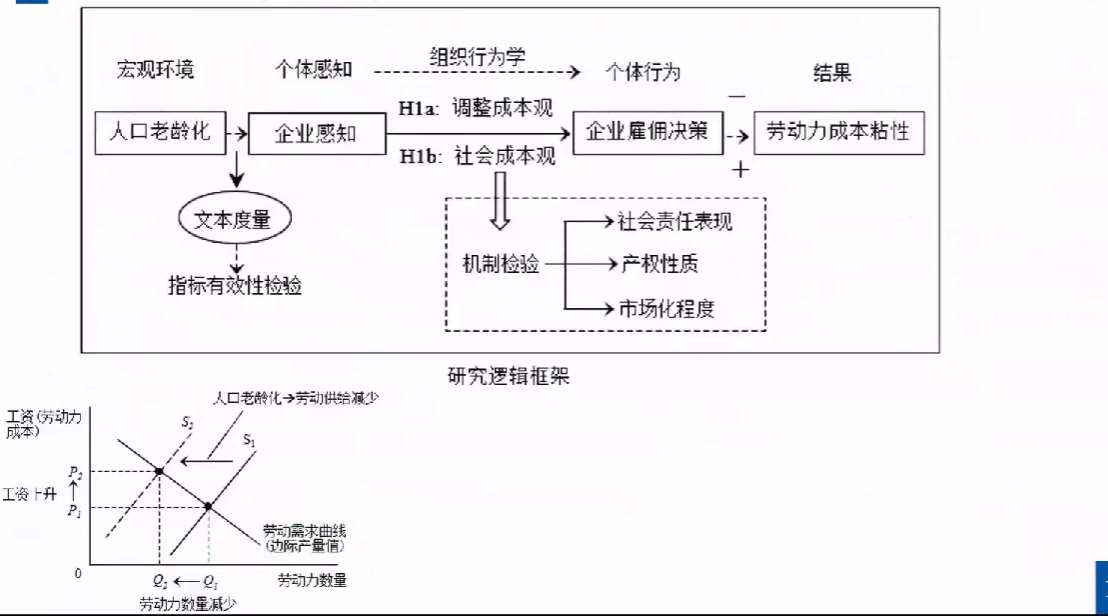 宏观环境
个体感知
组织行为学
个体行为
结果
人口老龄化
企业感知
H1a: 调整成本观
H1b: 社会成本观
企业雇佣决策
−
+
劳动力成本粘性
文本度量
指标有效性检验
机制检验
社会责任表现
产权性质
市场化程度
研究逻辑框架
人口老龄化→劳动供给减少
工资(劳动力
成本)
S₂
S₁
P₂
工资上升
P₁
劳动需求曲线
(边际产量值)
0
Q₂
Q₁
劳动力数量
劳动力数量减少